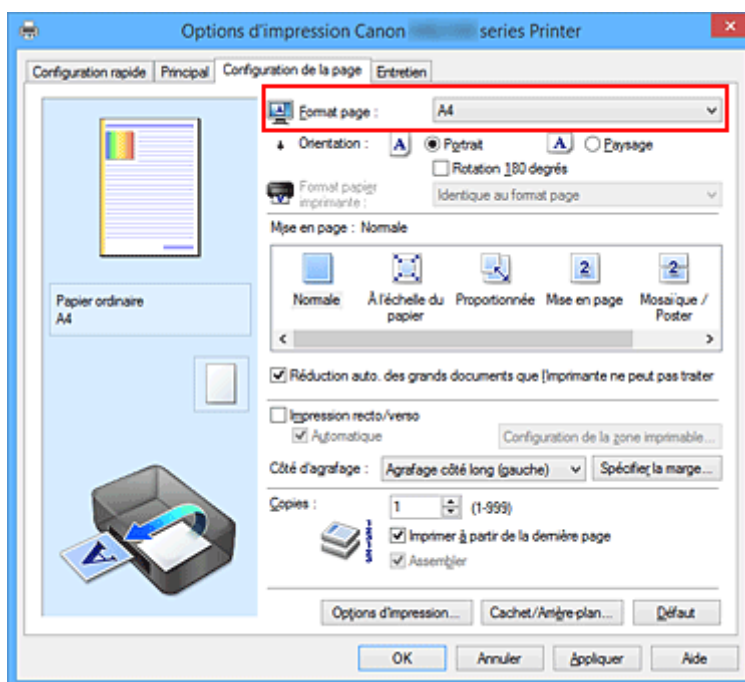 Options d'impression Canon series Printer
Configuration rapide Principal Configuration de la page Entretien
Format page : A4
Orientation : A Portrait A Paysage
Rotation 180 degrés
Format papier imprimante : Identique au format page
Mise en page : Normale
2 2
Normale À l'échelle du papier Proportionnée Mise en page Mosaïque / Poster
Papier ordinaire
A4
Réduction auto. des grands documents que l'imprimante ne peut pas traiter
Impression recto/verso
Automatique Configuration de la zone imprimable...
Côté d'agrafage : Agrafage côté long (gauche) Spécifier la marge...
Copies : 1 (1-999)
Imprimer à partir de la dernière page
Assembler
A
Options d'impression... Cachet/Arrière-plan... Défaut
OK Annuler Appliquer Aide